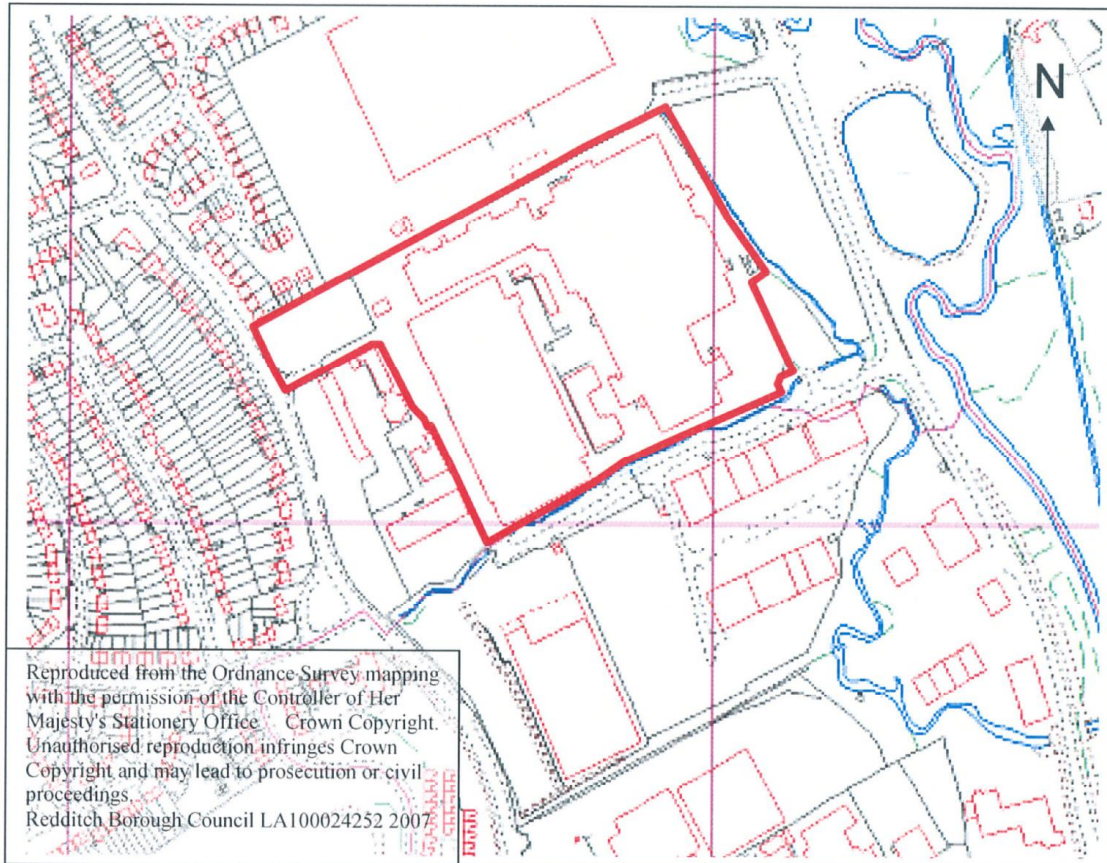 N
Reproduced from the Ordnance Survey mapping
with the permission of the Controller of Her
Majesty's Stationery Office Crown Copyright.
Unauthorised reproduction infringes Crown
Copyright and may lead to prosecution or civil
proceedings.
Redditch Borough Council LA100024252 2007